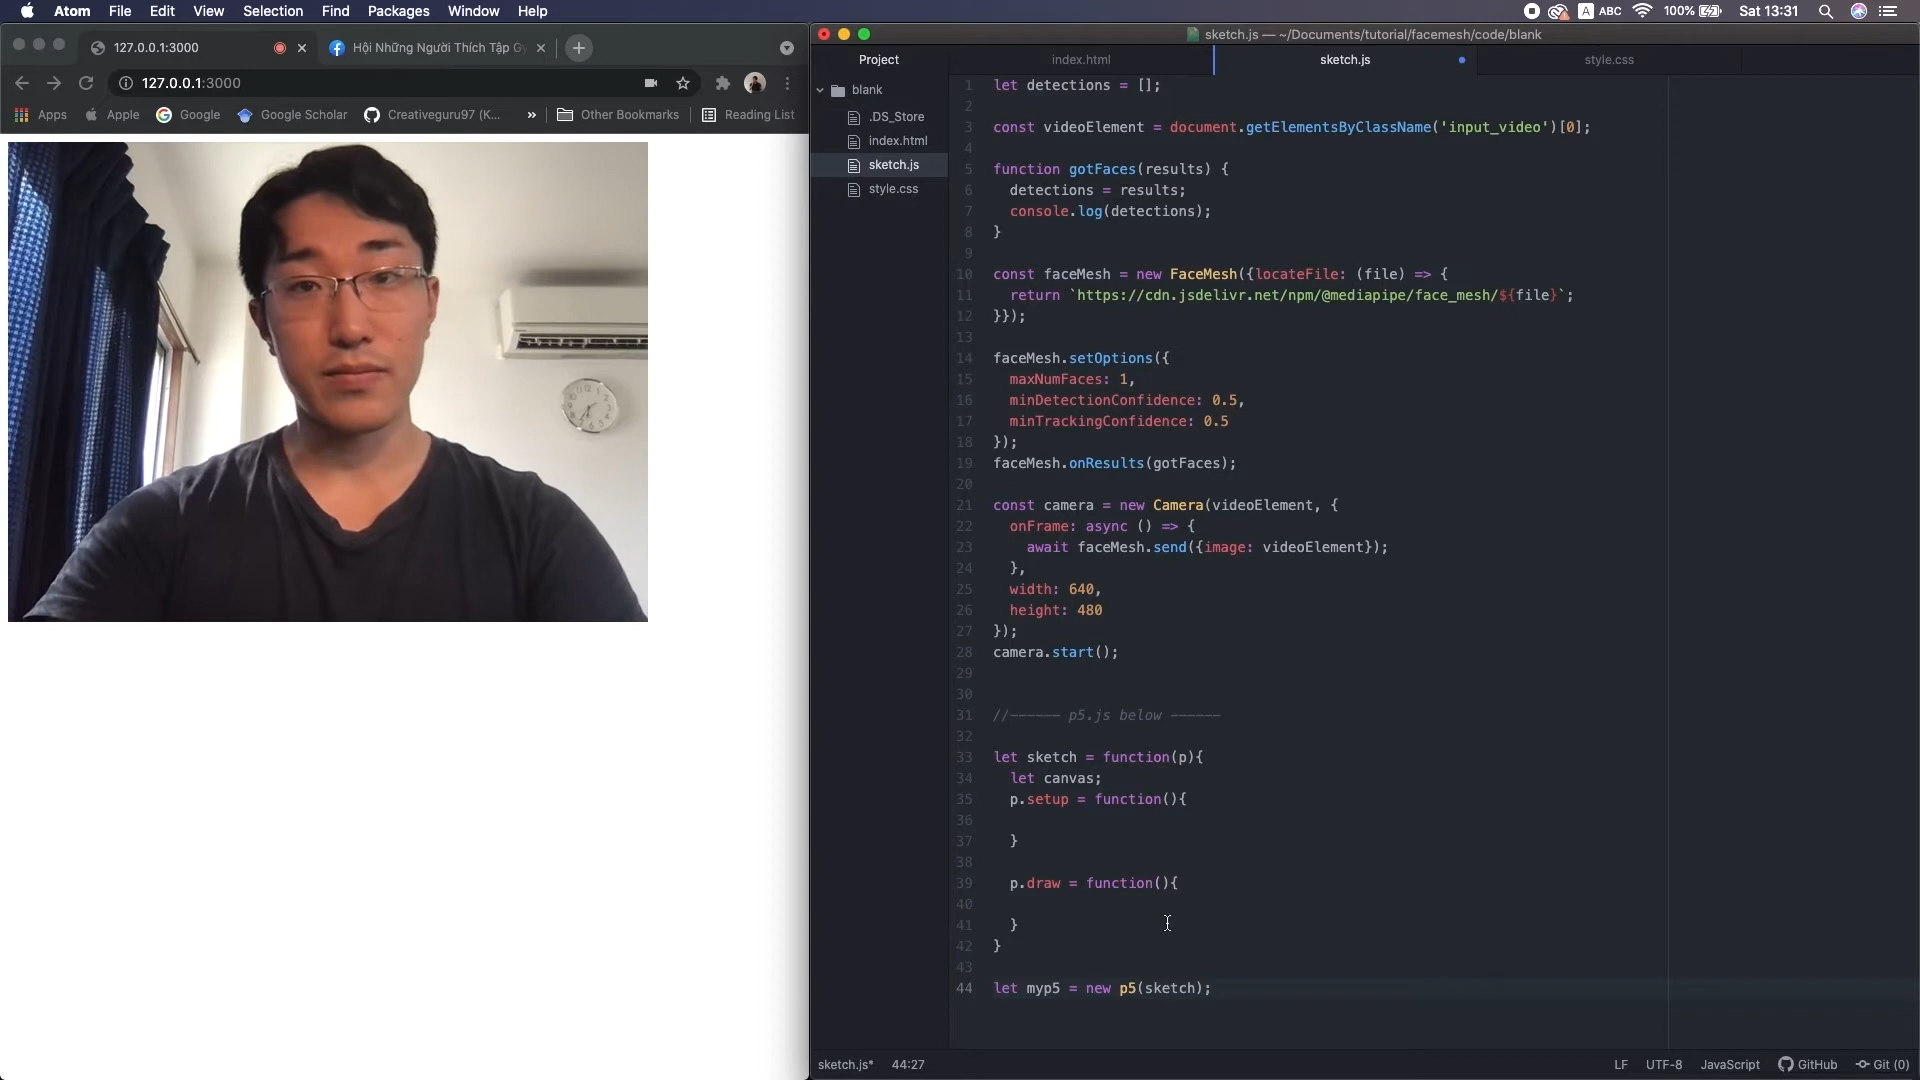 Atom File Edit View Selection Find Packages Window Help
A ABC 100% Sat 13:31
127.0.0.1:3000
Hội Những Người Thích Tập Gy
127.0.0.1:3000
Apps Apple Google Google Scholar Creativeguru97 (K... » Other Bookmarks Reading List
sketch.js — ~/Documents/tutorial/facemesh/code/blank
Project
index.html sketch.js style.css
blank
.DS_Store
index.html
sketch.js
style.css
1 let detections = [];
2
3 const videoElement = document.getElementsByClassName('input_video')[0];
4
5 function gotFaces(results) {
6 detections = results;
7 console.log(detections);
8 }
9
10 const faceMesh = new FaceMesh({locateFile: (file) => {
11 return `https://cdn.jsdelivr.net/npm/@mediapipe/face_mesh/${file}`;
12 }});
13
14 faceMesh.setOptions({
15 maxNumFaces: 1,
16 minDetectionConfidence: 0.5,
17 minTrackingConfidence: 0.5
18 });
19 faceMesh.onResults(gotFaces);
20
21 const camera = new Camera(videoElement, {
22 onFrame: async () => {
23 await faceMesh.send({image: videoElement});
24 },
25 width: 640,
26 height: 480
27 });
28 camera.start();
29
30
31 //------ p5.js below ------
32
33 let sketch = function(p){
34 let canvas;
35 p.setup = function(){
36
37 }
38
39 p.draw = function(){
40
41 }
42 }
43
44 let myp5 = new p5(sketch);
sketch.js* 44:27 LF UTF-8 JavaScript GitHub Git (0)